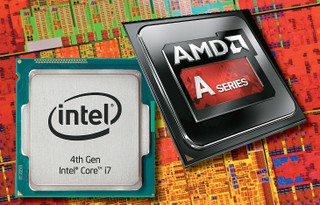 intel
4th Gen
Intel® Core™ i7
AMD
A SERIES